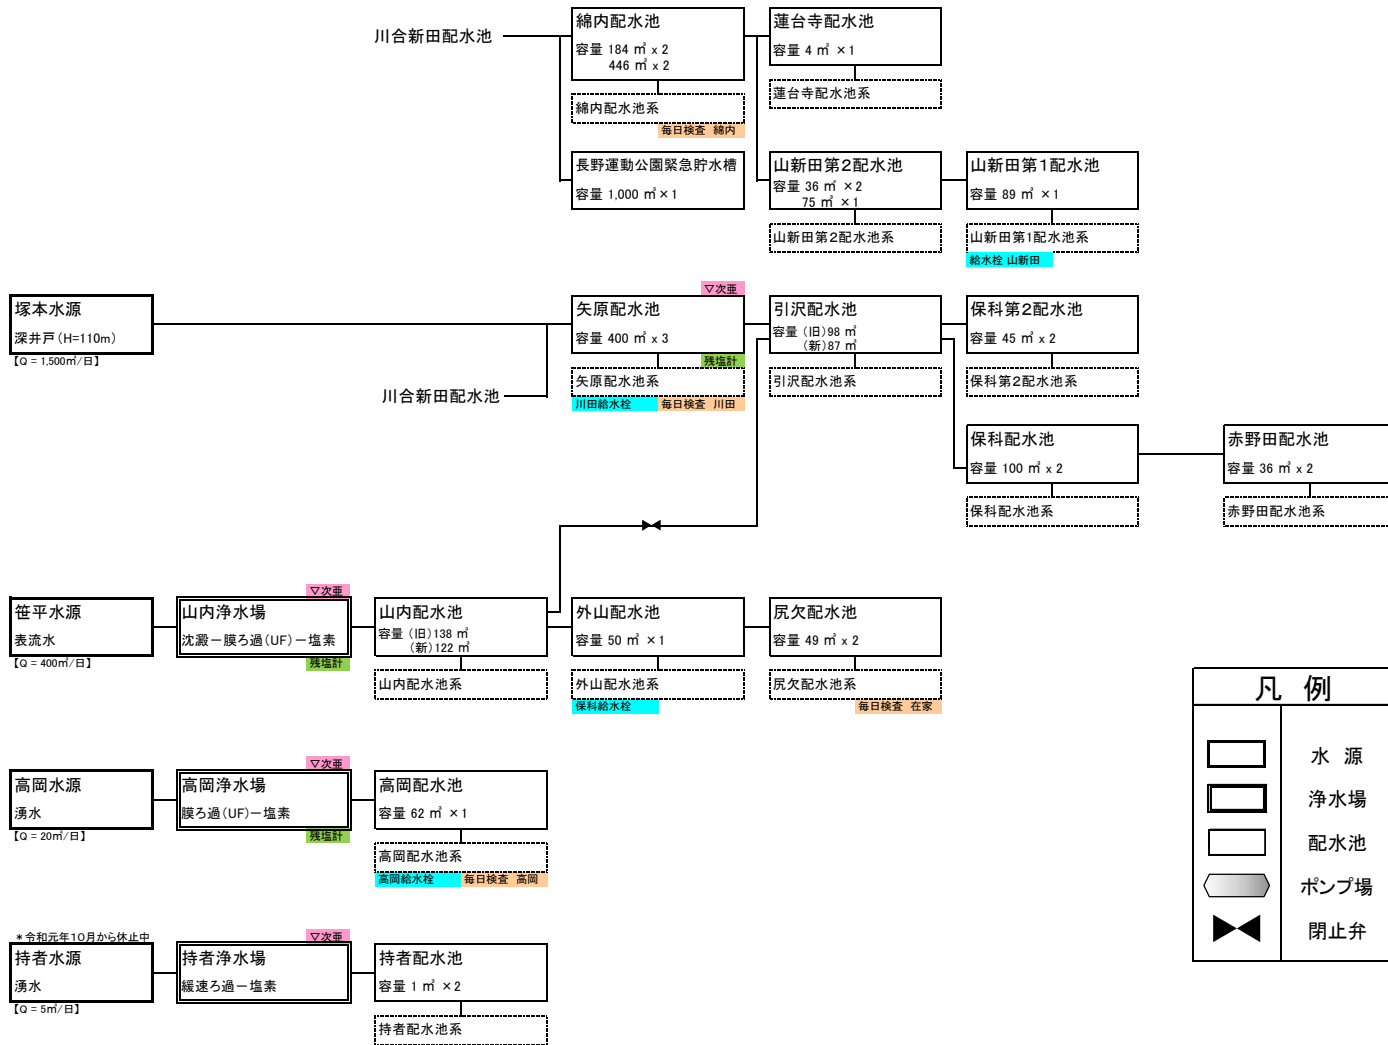 川合新田配水池
綿内配水池
容量 184 ㎥ x 2
446 ㎥ x 2
綿内配水池系
毎日検査 綿内
蓮台寺配水池
容量 4 ㎥ ×1
蓮台寺配水池系
長野運動公園緊急貯水槽
容量 1,000 ㎥ ×1
山新田第2配水池
容量 36 ㎥ ×2
75 ㎥ ×1
山新田第2配水池系
山新田第1配水池
容量 89 ㎥ ×1
山新田第1配水池系
給水栓 山新田
塚本水源
深井戸(H=110m)
【Q = 1,500㎥/日】
川合新田配水池
▽次亜
矢原配水池
容量 400 ㎥ x 3
残塩計
矢原配水池系
川田給水栓
毎日検査 川田
引沢配水池
容量 (旧)98 ㎥
(新)87 ㎥
引沢配水池系
保科第2配水池
容量 45 ㎥ x 2
保科第2配水池系
保科配水池
容量 100 ㎥ x 2
保科配水池系
赤野田配水池
容量 36 ㎥ x 2
赤野田配水池系
笹平水源
表流水
【Q = 400㎥/日】
▽次亜
山内浄水場
沈澱－膜ろ過(UF)－塩素
残塩計
山内配水池
容量 (旧)138 ㎥
(新)122 ㎥
山内配水池系
外山配水池
容量 50 ㎥ ×1
外山配水池系
保科給水栓
尻欠配水池
容量 49 ㎥ x 2
尻欠配水池系
毎日検査 在家
高岡水源
湧水
【Q = 20㎥/日】
▽次亜
高岡浄水場
膜ろ過(UF)－塩素
残塩計
高岡配水池
容量 62 ㎥ ×1
高岡配水池系
高岡給水栓
毎日検査 高岡
＊令和元年10月から休止中
持者水源
湧水
【Q = 5㎥/日】
▽次亜
持者浄水場
緩速ろ過－塩素
持者配水池
容量 1 ㎥ ×2
持者配水池系
凡 例
水 源
浄水場
配水池
ポンプ場
閉止弁